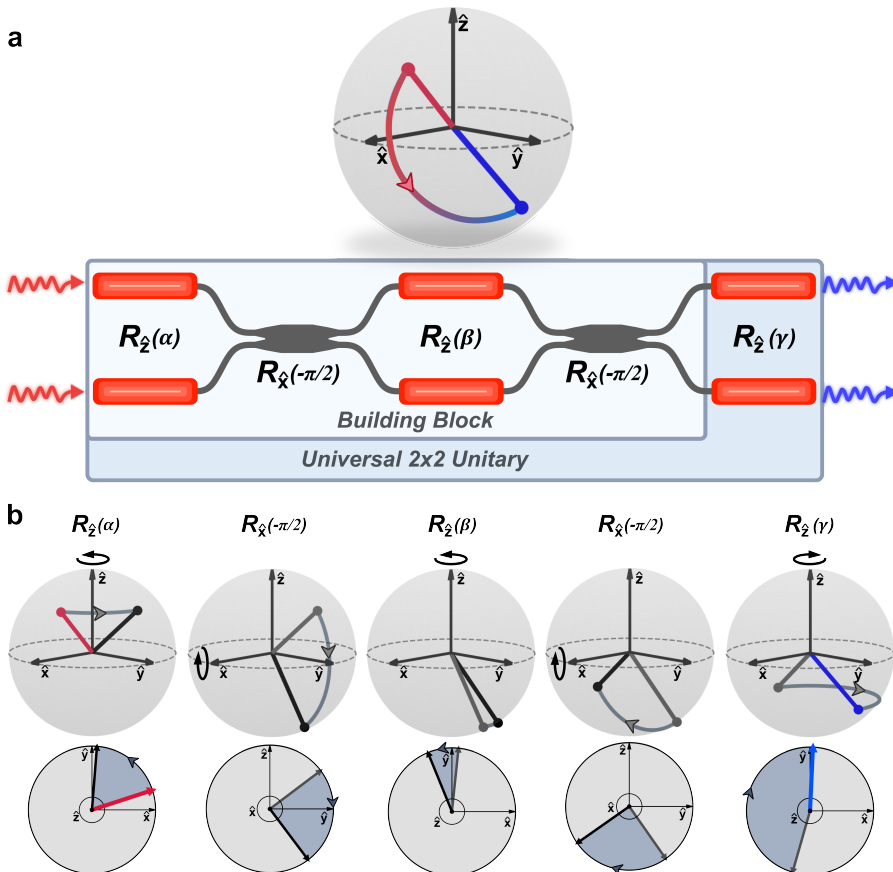 a
ẑ
x̂
ŷ
R_ẑ(α)
R_x̂(-π/2)
R_ẑ(β)
R_x̂(-π/2)
R_ẑ(γ)
Building Block
Universal 2x2 Unitary
b
R_ẑ(α) R_x̂(-π/2) R_ẑ(β) R_x̂(-π/2) R_ẑ(γ)
ẑ ẑ ẑ ẑ ẑ
x̂ ŷ x̂ ŷ x̂ ŷ x̂ ŷ x̂ ŷ
ŷ ẑ ŷ ẑ ŷ
ẑ x̂ x̂ ŷ ẑ x̂ x̂ ŷ ẑ x̂